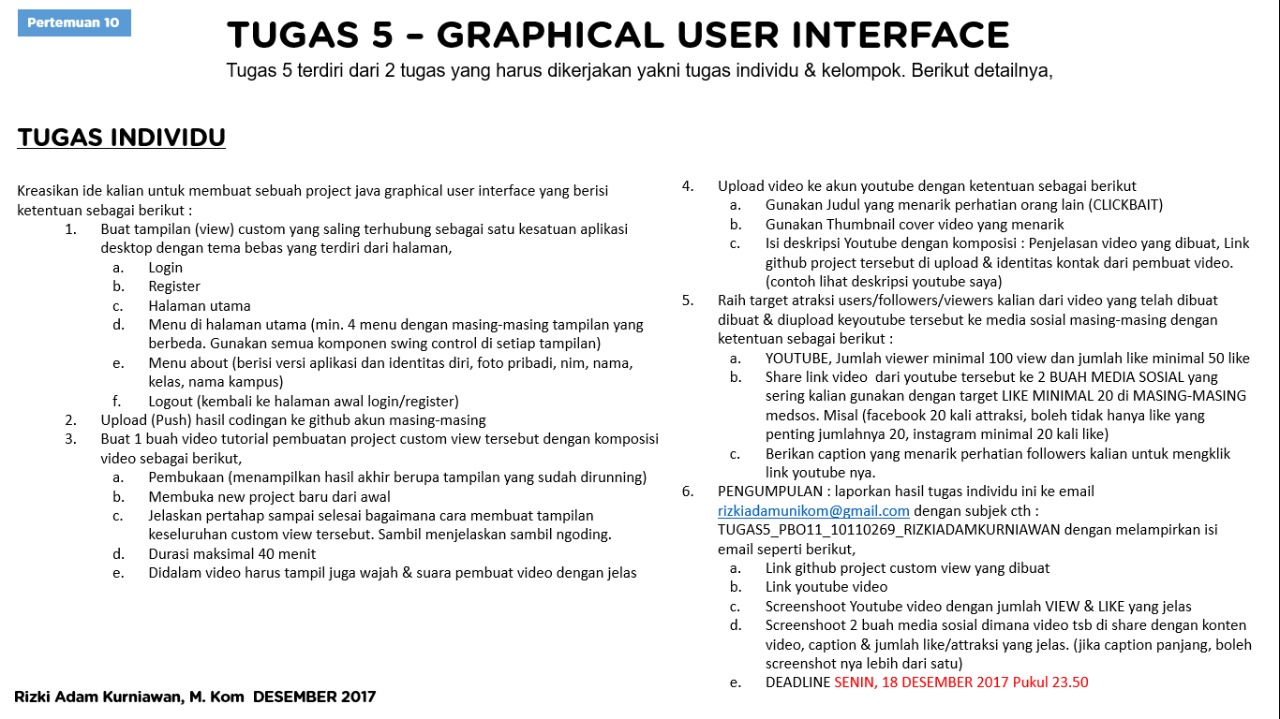 Pertemuan 10
TUGAS 5 – GRAPHICAL USER INTERFACE
Tugas 5 terdiri dari 2 tugas yang harus dikerjakan yakni tugas individu & kelompok. Berikut detailnya,
TUGAS INDIVIDU
Kreasikan ide kalian untuk membuat sebuah project java graphical user interface yang berisi
ketentuan sebagai berikut :
1. Buat tampilan (view) custom yang saling terhubung sebagai satu kesatuan aplikasi
desktop dengan tema bebas yang terdiri dari halaman,
a. Login
b. Register
c. Halaman utama
d. Menu di halaman utama (min. 4 menu dengan masing-masing tampilan yang
berbeda. Gunakan semua komponen swing control di setiap tampilan)
e. Menu about (berisi versi aplikasi dan identitas diri, foto pribadi, nim, nama,
kelas, nama kampus)
f. Logout (kembali ke halaman awal login/register)
2. Upload (Push) hasil codingan ke github akun masing-masing
3. Buat 1 buah video tutorial pembuatan project custom view tersebut dengan komposisi
video sebagai berikut,
a. Pembukaan (menampilkan hasil akhir berupa tampilan yang sudah dirunning)
b. Membuka new project baru dari awal
c. Jelaskan pertahap sampai selesai bagaimana cara membuat tampilan
keseluruhan custom view tersebut. Sambil menjelaskan sambil ngoding.
d. Durasi maksimal 40 menit
e. Didalam video harus tampil juga wajah & suara pembuat video dengan jelas
4. Upload video ke akun youtube dengan ketentuan sebagai berikut
a. Gunakan Judul yang menarik perhatian orang lain (CLICKBAIT)
b. Gunakan Thumbnail cover video yang menarik
c. Isi deskripsi Youtube dengan komposisi : Penjelasan video yang dibuat, Link
github project tersebut di upload & identitas kontak dari pembuat video.
(contoh lihat deskripsi youtube saya)
5. Raih target atraksi users/followers/viewers kalian dari video yang telah dibuat
dibuat & diupload keyoutube tersebut ke media sosial masing-masing dengan
ketentuan sebagai berikut :
a. YOUTUBE, Jumlah viewer minimal 100 view dan jumlah like minimal 50 like
b. Share link video dari youtube tersebut ke 2 BUAH MEDIA SOSIAL yang
sering kalian gunakan dengan target LIKE MINIMAL 20 di MASING-MASING
medsos. Misal (facebook 20 kali atraksi, boleh tidak hanya like yang
penting jumlahnya 20, instagram minimal 20 kali like)
c. Berikan caption yang menarik perhatian followers kalian untuk mengklik
link youtube nya.
6. PENGUMPULAN : laporkan hasil tugas individu ini ke email
rizkiadamunikom@gmail.com dengan subjek cth :
TUGAS5_PBO11_10110269_RIZKIADAMKURNIAWAN dengan melampirkan isi
email seperti berikut,
a. Link github project custom view yang dibuat
b. Link youtube video
c. Screenshoot Youtube video dengan jumlah VIEW & LIKE yang jelas
d. Screenshoot 2 buah media sosial dimana video tsb di share dengan konten
video, caption & jumlah like/atraksi yang jelas. (jika caption panjang, boleh
screenshot nya lebih dari satu)
e. DEADLINE SENIN, 18 DESEMBER 2017 Pukul 23.50
Rizki Adam Kurniawan, M. Kom DESEMBER 2017